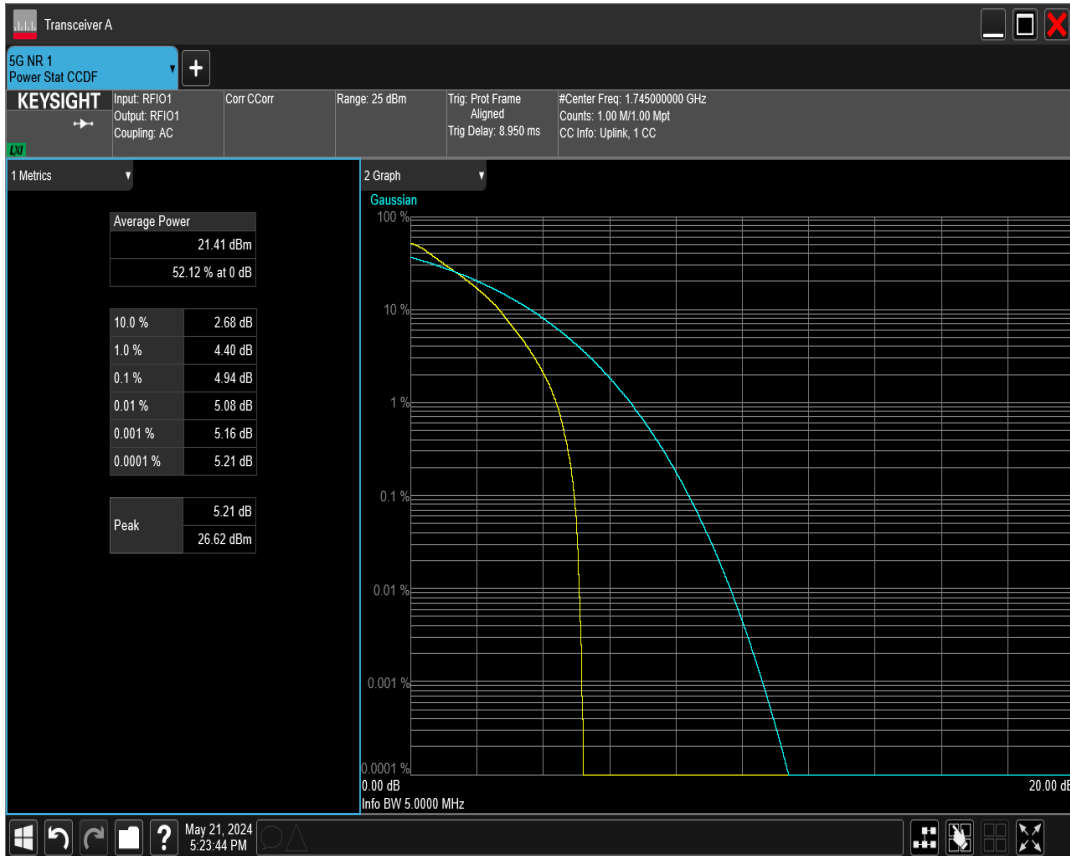 Transceiver A
5G NR 1
Power Stat CCDF
+
KEYSIGHT
LXI
Input: RFIO1
Output: RFIO1
Coupling: AC
Corr CCorr
Range: 25 dBm
Trig: Prot Frame
Aligned
Trig Delay: 8.950 ms
#Center Freq: 1.745000000 GHz
Counts: 1.00 M/1.00 Mpt
CC Info: Uplink, 1 CC
1 Metrics
Average Power
21.41 dBm
52.12 % at 0 dB
10.0 % 2.68 dB
1.0 % 4.40 dB
0.1 % 4.94 dB
0.01 % 5.08 dB
0.001 % 5.16 dB
0.0001 % 5.21 dB
Peak 5.21 dB
26.62 dBm
2 Graph
Gaussian
100 %
10 %
1 %
0.1 %
0.01 %
0.001 %
0.0001 %
0.00 dB 20.00 dB
Info BW 5.0000 MHz
? May 21, 2024
5:23:44 PM